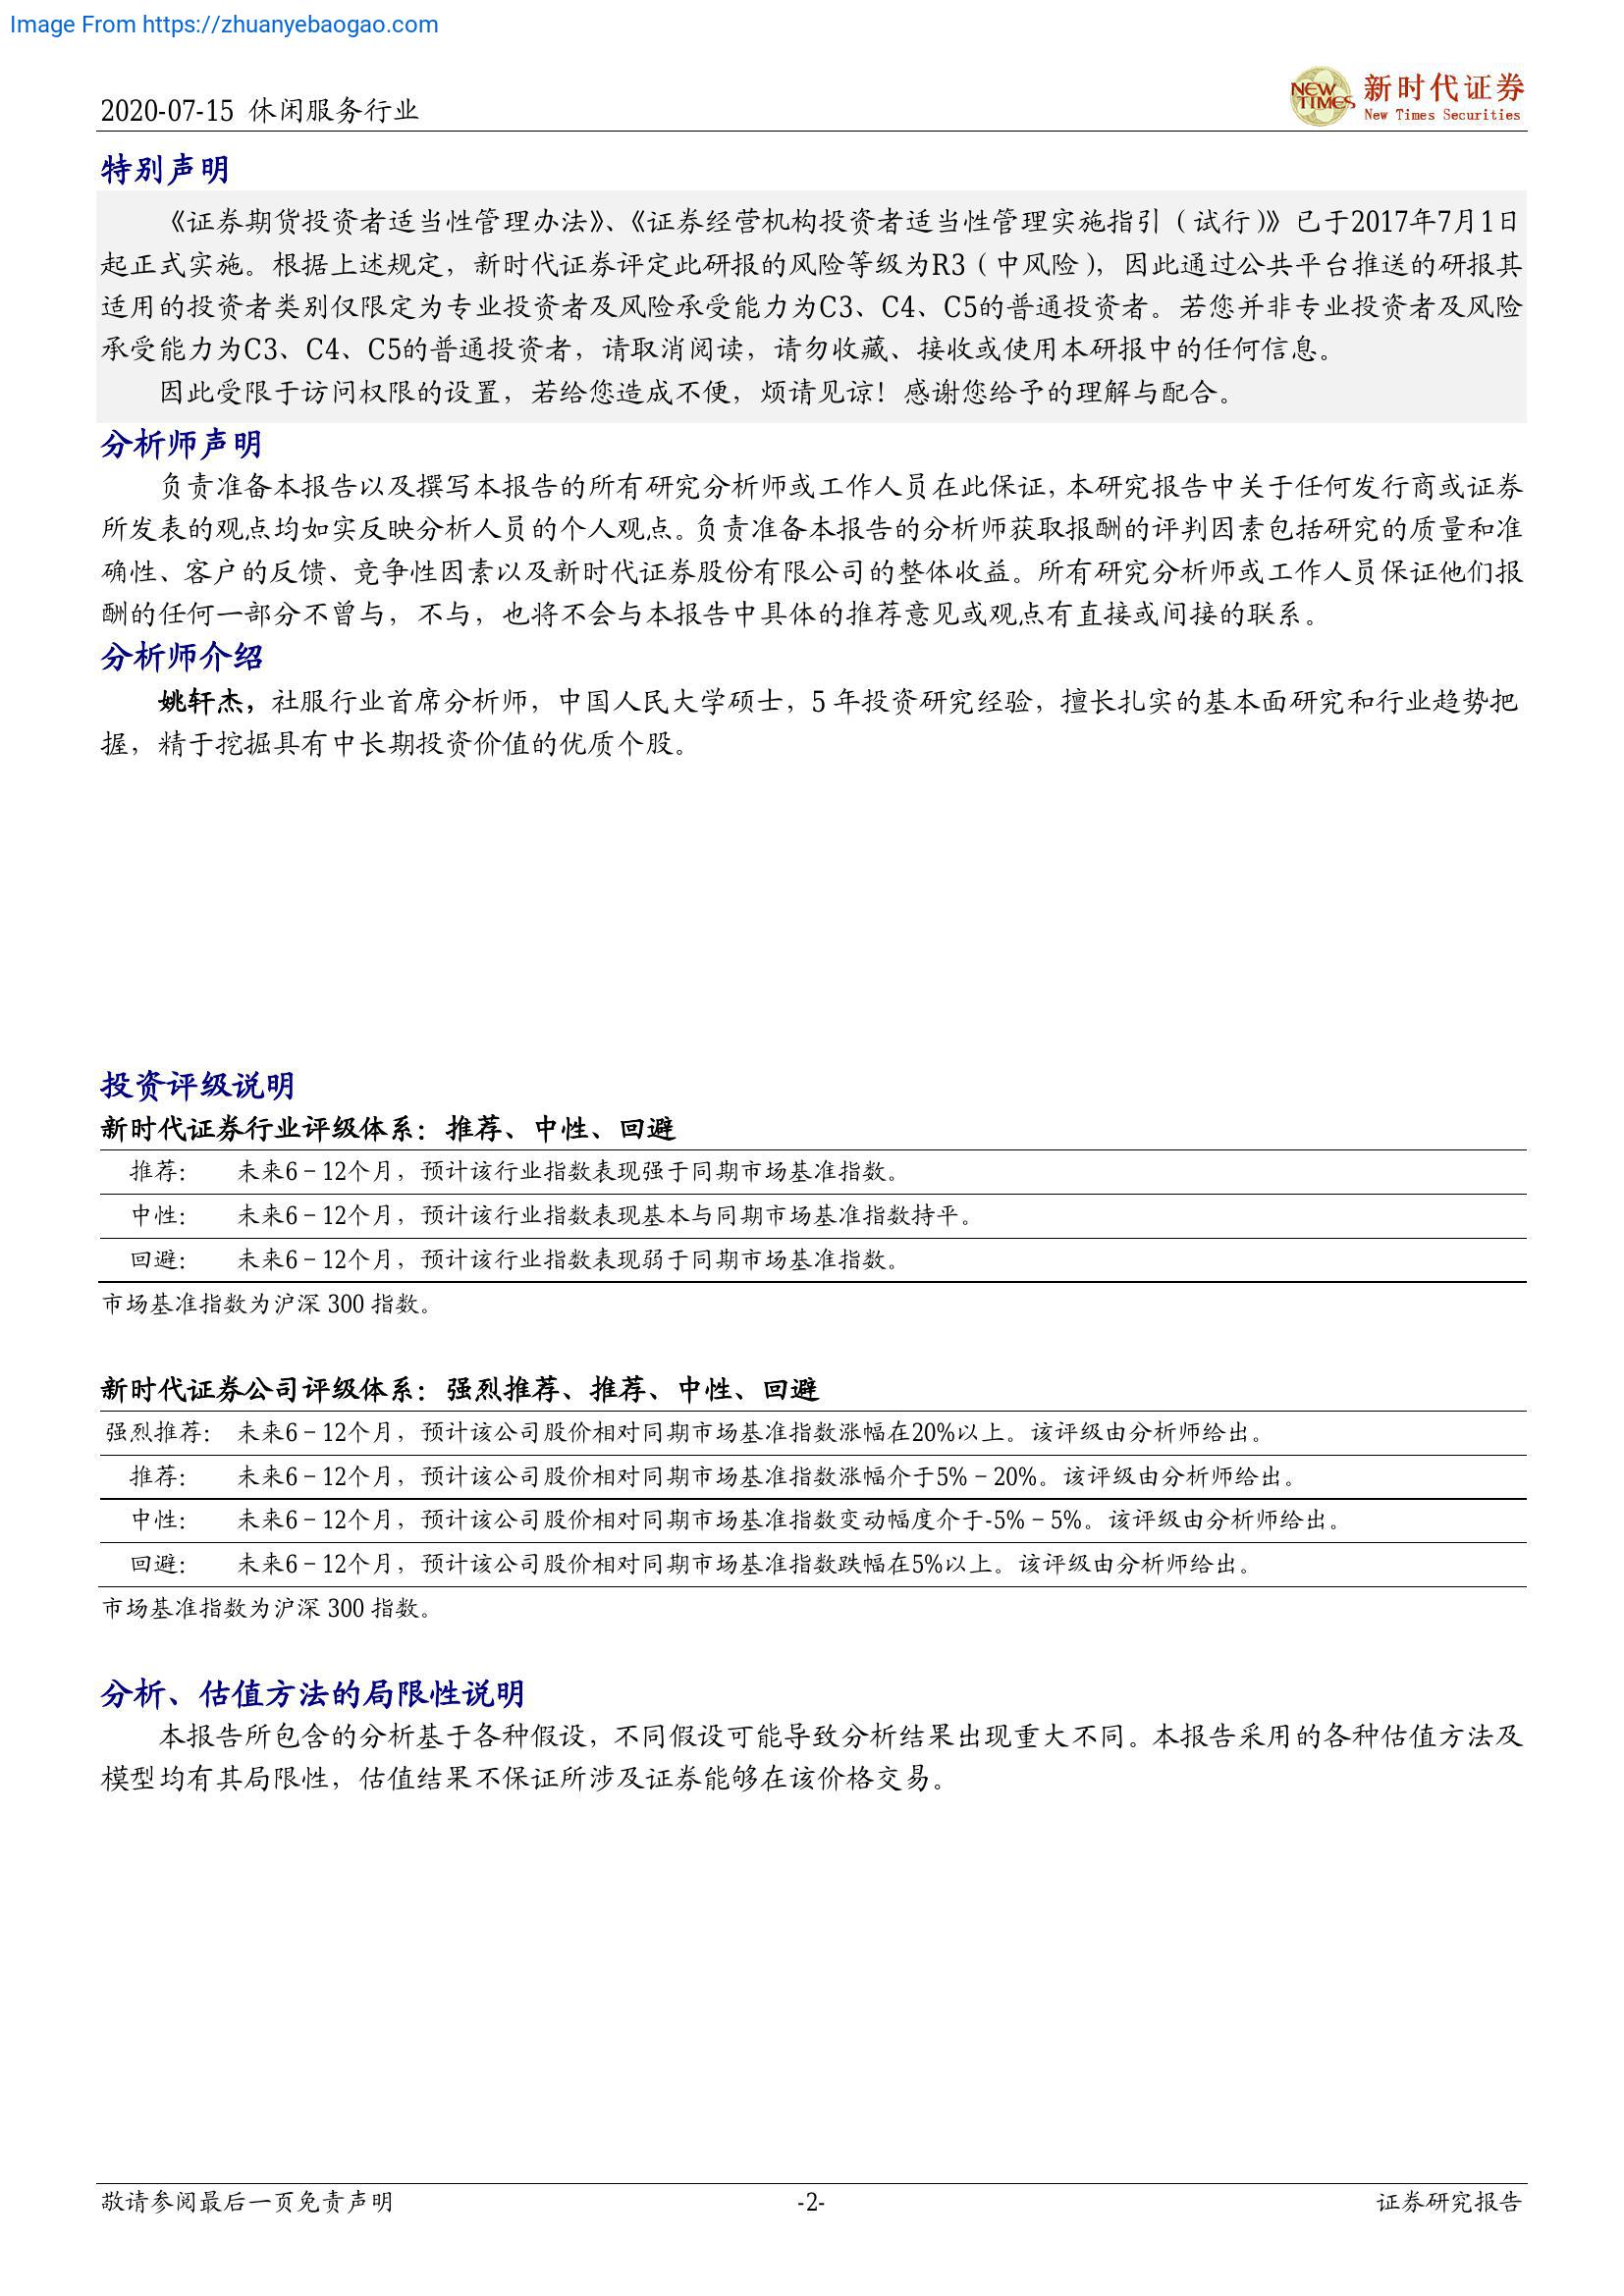 Image From https://zhuanyebaogao.com
2020-07-15 休闲服务行业
NEW TIMES 新时代证券
New Times Securities
特别声明
《证券期货投资者适当性管理办法》、《证券经营机构投资者适当性管理实施指引（试行）》已于2017年7月1日
起正式实施。根据上述规定，新时代证券评定此研报的风险等级为R3（中风险），因此通过公共平台推送的研报其
适用的投资者类别仅限定为专业投资者及风险承受能力为C3、C4、C5的普通投资者。若您并非专业投资者及风险
承受能力为C3、C4、C5的普通投资者，请取消阅读，请勿收藏、接收或使用本研报中的任何信息。
因此受限于访问权限的设置，若给您造成不便，烦请见谅！感谢您给予的理解与配合。
分析师声明
负责准备本报告以及撰写本报告的所有研究分析师或工作人员在此保证，本研究报告中关于任何发行商或证券
所发表的观点均如实反映分析人员的个人观点。负责准备本报告的分析师获取报酬的评判因素包括研究的质量和准
确性、客户的反馈、竞争性因素以及新时代证券股份有限公司的整体收益。所有研究分析师或工作人员保证他们报
酬的任何一部分不曾与，不与，也将不会与本报告中具体的推荐意见或观点有直接或间接的联系。
分析师介绍
姚轩杰，社服行业首席分析师，中国人民大学硕士，5 年投资研究经验，擅长扎实的基本面研究和行业趋势把
握，精于挖掘具有中长期投资价值的优质个股。
投资评级说明
新时代证券行业评级体系：推荐、中性、回避
推荐： 未来6－12个月，预计该行业指数表现强于同期市场基准指数。
中性： 未来6－12个月，预计该行业指数表现基本与同期市场基准指数持平。
回避： 未来6－12个月，预计该行业指数表现弱于同期市场基准指数。
市场基准指数为沪深 300 指数。
新时代证券公司评级体系：强烈推荐、推荐、中性、回避
强烈推荐： 未来6－12个月，预计该公司股价相对同期市场基准指数涨幅在20%以上。该评级由分析师给出。
推荐： 未来6－12个月，预计该公司股价相对同期市场基准指数涨幅介于5%－20%。该评级由分析师给出。
中性： 未来6－12个月，预计该公司股价相对同期市场基准指数变动幅度介于-5%－5%。该评级由分析师给出。
回避： 未来6－12个月，预计该公司股价相对同期市场基准指数跌幅在5%以上。该评级由分析师给出。
市场基准指数为沪深 300 指数。
分析、估值方法的局限性说明
本报告所包含的分析基于各种假设，不同假设可能导致分析结果出现重大不同。本报告采用的各种估值方法及
模型均有其局限性，估值结果不保证所涉及证券能够在该价格交易。
敬请参阅最后一页免责声明 -2- 证券研究报告